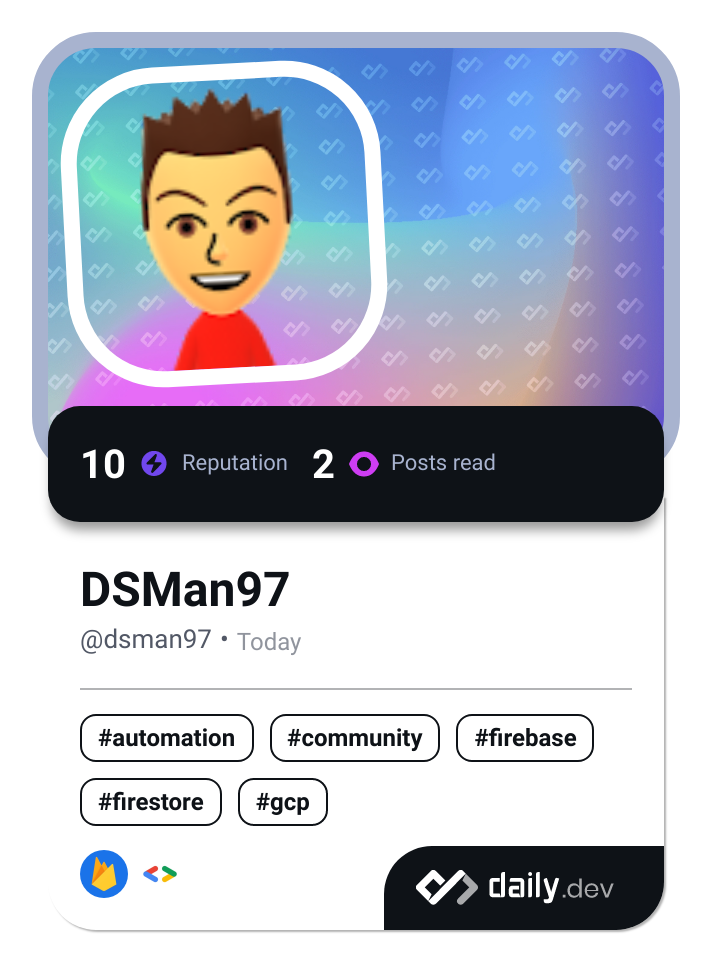 10 Reputation 2 Posts read
DSMan97
@dsman97 • Today
#automation #community #firebase
#firestore #gcp
daily.dev